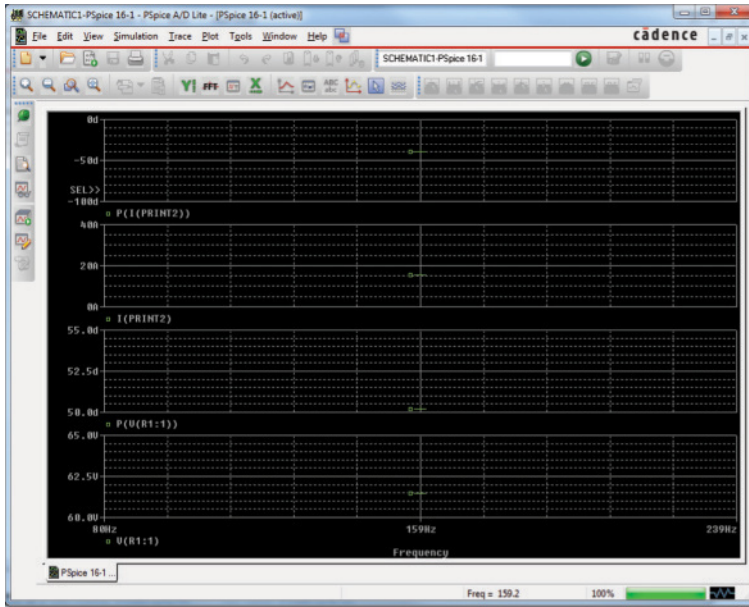 SCHEMATIC1-PSpice 16-1 - PSpice A/D Lite - [PSpice 16-1 (active)]
File Edit View Simulation Trace Plot Tools Window Help
cādence
SCHEMATIC1-PSpice 16-1
ABC
abc
0d
-50d
SEL>>
-100d
P(I(PRINT2))
40A
20A
0A
I(PRINT2)
55.0d
52.5d
50.0d
P(V(R1:1))
65.0V
62.5V
60.0V
80Hz 159Hz 239Hz
V(R1:1)
Frequency
PSpice 16-1 ...
Freq = 159.2 100%